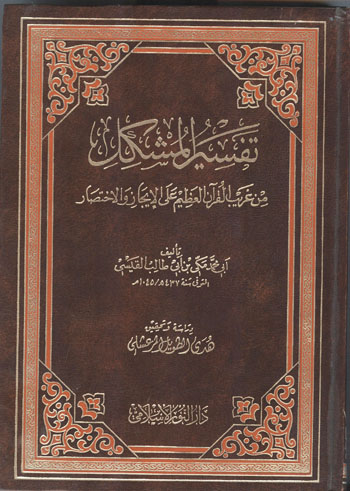 تفسير المشكل
من غريب القرآن العظيم على الإيجاز والاختصار
تأليف
أبي محمد مكي بن أبي طالب القيسي
المتوفى سنة ٤٣٧هـ/١٠٤٥م
دراسة وتحقيق
هدى الطويل المرعشلي
دار النور الإسلامي